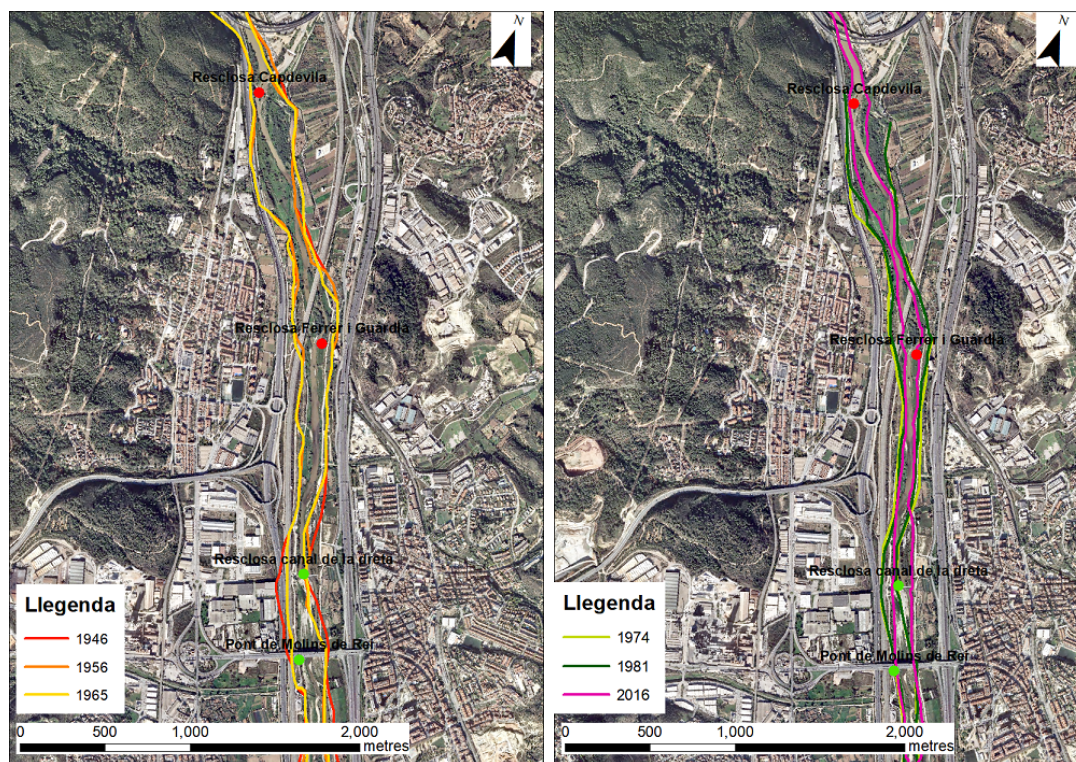 N
Resclosa Capdevila
Resclosa Ferrer i Guàrdia
Resclosa canal de la dreta
Pont de Molins de Rei
Llegenda
1946
1956
1965
0 500 1,000 2,000
metres
N
Resclosa Capdevila
Resclosa Ferrer i Guàrdia
Resclosa canal de la dreta
Pont de Molins de Rei
Llegenda
1974
1981
2016
0 500 1,000 2,000
metres